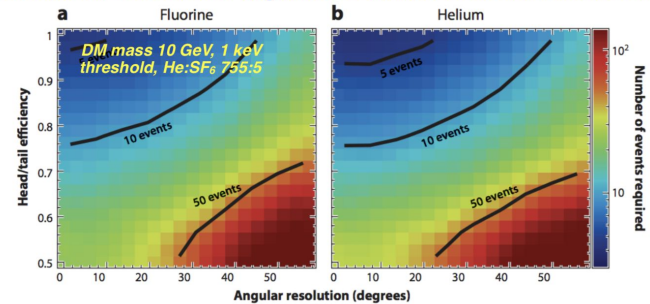 a Fluorine
b Helium
DM mass 10 GeV, 1 keV
threshold, He:SF6 755:5
5 events
10 events
50 events
5 events
10 events
50 events
Head/tail efficiency
1
0.9
0.8
0.7
0.6
0.5
0 10 20 30 40 50
0 10 20 30 40 50
Angular resolution (degrees)
10²
10
Number of events required